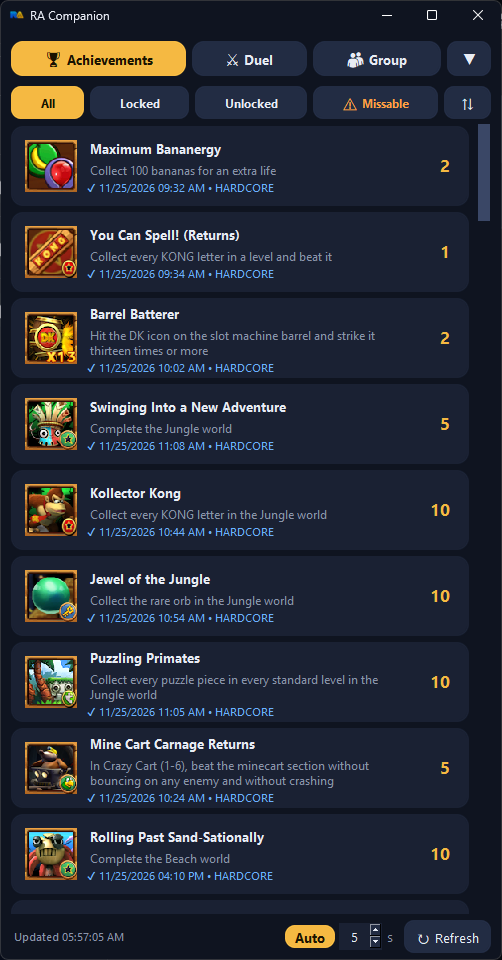 RA Companion
Achievements
Duel
Group
All
Locked
Unlocked
Missable
Maximum Bananergy
Collect 100 bananas for an extra life
✓ 11/25/2026 09:32 AM • HARDCORE
2
You Can Spell! (Returns)
Collect every KONG letter in a level and beat it
✓ 11/25/2026 09:34 AM • HARDCORE
1
KONG
Barrel Batterer
Hit the DK icon on the slot machine barrel and strike it
thirteen times or more
✓ 11/25/2026 10:02 AM • HARDCORE
2
DK
X13
Swinging Into a New Adventure
Complete the Jungle world
✓ 11/25/2026 11:08 AM • HARDCORE
5
Kollector Kong
Collect every KONG letter in the Jungle world
✓ 11/25/2026 10:44 AM • HARDCORE
10
Jewel of the Jungle
Collect the rare orb in the Jungle world
✓ 11/25/2026 10:54 AM • HARDCORE
10
Puzzling Primates
Collect every puzzle piece in every standard level in the
Jungle world
✓ 11/25/2026 11:05 AM • HARDCORE
10
Mine Cart Carnage Returns
In Crazy Cart (1-6), beat the minecart section without
bouncing on any enemy and without crashing
✓ 11/25/2026 10:24 AM • HARDCORE
5
Rolling Past Sand-Sationally
Complete the Beach world
✓ 11/25/2026 04:10 PM • HARDCORE
10
Updated 05:57:05 AM
Auto
5
s
Refresh